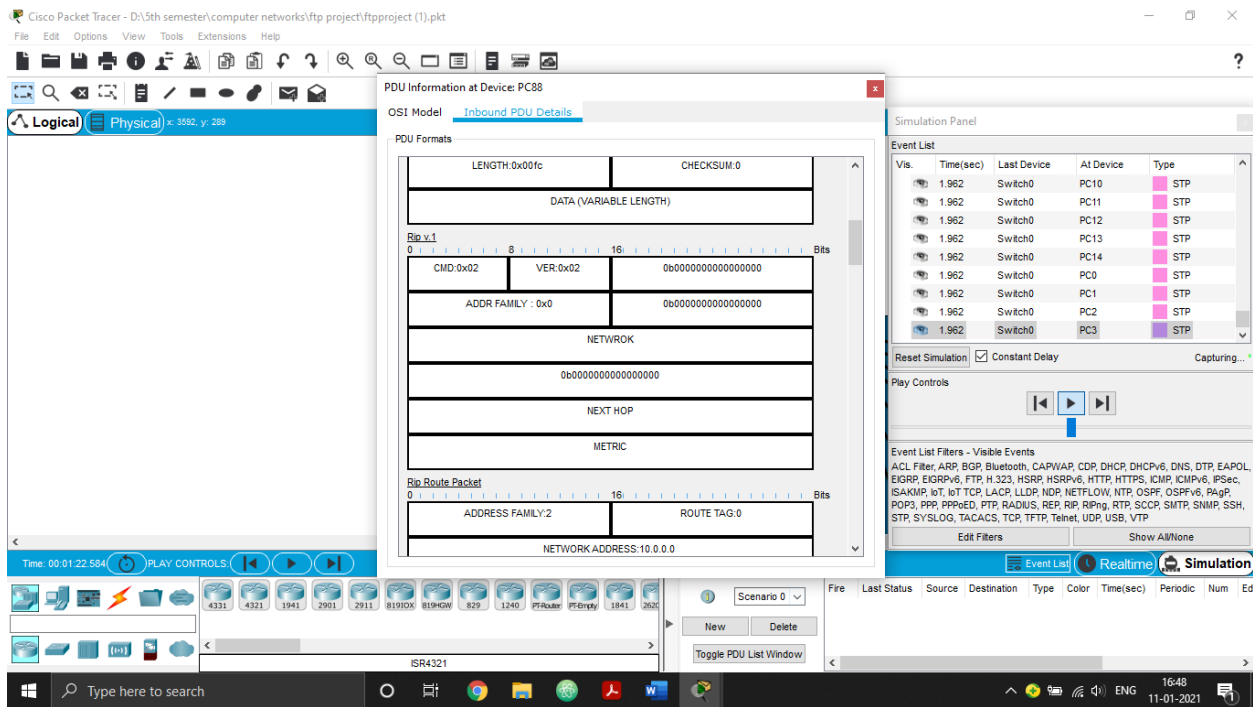 Cisco Packet Tracer - D:\5th semester\computer networks\ftp project\ftpproject (1).pkt
File Edit Options View Tools Extensions Help
?
Logical Physical x: 3592, y: 289
PDU Information at Device: PC88
x
OSI Model Inbound PDU Details
PDU Formats
LENGTH:0x00fc CHECKSUM:0
DATA (VARIABLE LENGTH)
Rip v.1
0 8 16 Bits
CMD:0x02 VER:0x02 0b0000000000000000
ADDR FAMILY : 0x0 0b0000000000000000
NETWROK
0b0000000000000000
NEXT HOP
METRIC
Rip Route Packet
0 16 Bits
ADDRESS FAMILY:2 ROUTE TAG:0
NETWORK ADDRESS:10.0.0.0
Simulation Panel
Event List
Vis. Time(sec) Last Device At Device Type
1.962 Switch0 PC10 STP
1.962 Switch0 PC11 STP
1.962 Switch0 PC12 STP
1.962 Switch0 PC13 STP
1.962 Switch0 PC14 STP
1.962 Switch0 PC0 STP
1.962 Switch0 PC1 STP
1.962 Switch0 PC2 STP
1.962 Switch0 PC3 STP
Reset Simulation Constant Delay Capturing...
Play Controls
Event List Filters - Visible Events
ACL Filter, ARP, BGP, Bluetooth, CAPWAP, CDP, DHCP, DHCPv6, DNS, DTP, EAPOL,
EIGRP, EIGRPv6, FTP, H.323, HSRP, HSRPv6, HTTP, HTTPS, ICMP, ICMPv6, IPSec,
ISAKMP, IoT, IoT TCP, LACP, LLDP, NDP, NETFLOW, NTP, OSPF, OSPFv6, PAgP,
POP3, PPP, PPPoED, PTP, RADIUS, REP, RIP, RIPng, RTP, SCCP, SMTP, SNMP, SSH,
STP, SYSLOG, TACACS, TCP, TFTP, Telnet, UDP, USB, VTP
Edit Filters Show All/None
Time: 00:01:22.584 PLAY CONTROLS: Event List Realtime Simulation
4331 4321 1941 2901 2911 819IOX 819HGW 829 1240 PT-Router PT-Empty 1841 2620
ISR4321
Scenario 0
New Delete
Toggle PDU List Window
Fire Last Status Source Destination Type Color Time(sec) Periodic Num Ed
Type here to search
ENG
16:48
11-01-2021
1